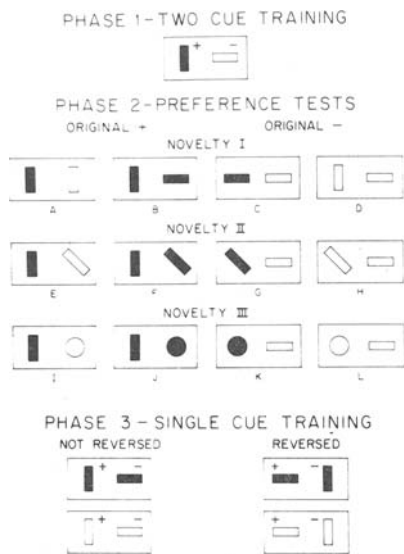 PHASE 1-TWO CUE TRAINING
+ -
PHASE 2-PREFERENCE TESTS
ORIGINAL + ORIGINAL -
NOVELTY I
A B C D
NOVELTY II
E F G H
NOVELTY III
I J K L
PHASE 3 - SINGLE CUE TRAINING
NOT REVERSED REVERSED
+ - + -
+ - + -